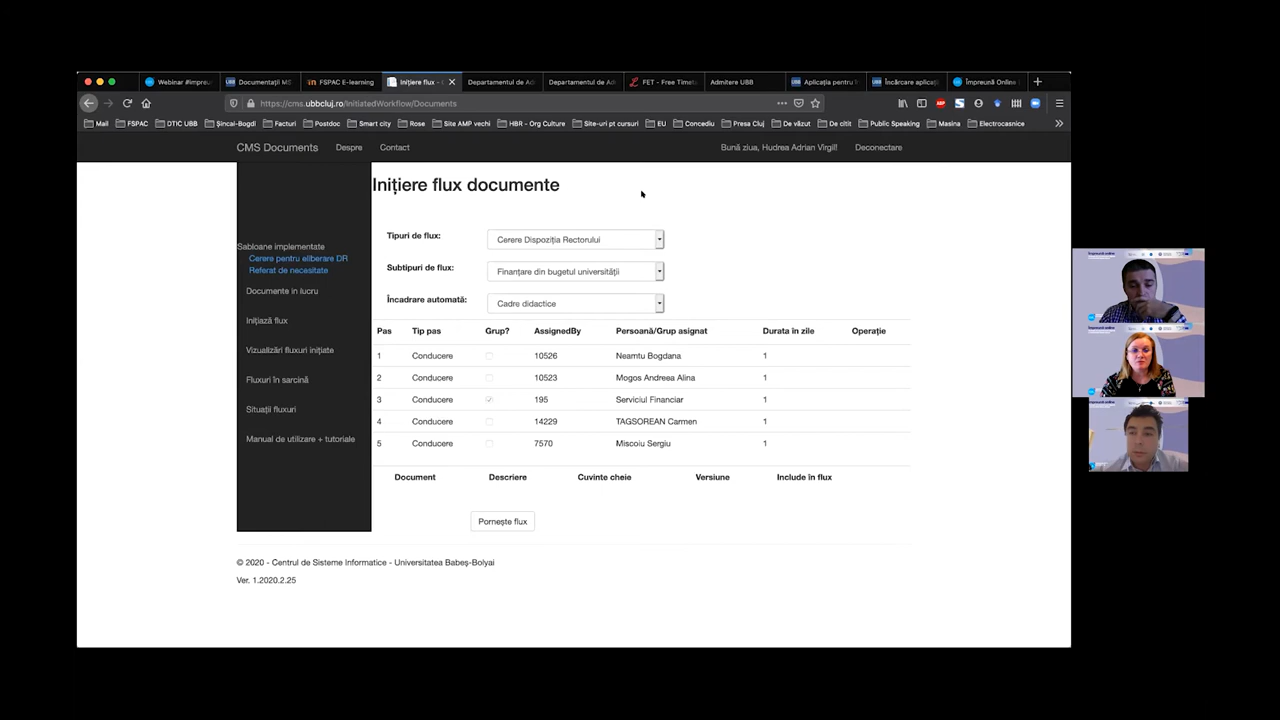 Webinar #impreu
Documentații MS
FSPAC E-learning
Inițiere flux - C
Departamentul de Ad
Departamentul de Ad
FET - Free Timeta
Admitere UBB
Aplicația pentru î
Încărcare aplicați
Împreună Online
https://cms.ubbcluj.ro/InitiatedWorkflow/Documents
Mail FSPAC DTIC UBB Șincai-Bogdi Facturi Postdoc Smart city Rose Site AMP vechi HBR - Org Culture Site-uri pt cursuri EU Concediu Presa Cluj De văzut De citit Public Speaking Masina Electrocasnice
CMS Documents Despre Contact Bună ziua, Hudrea Adrian Virgil! Deconectare
Inițiere flux documente
Sabloane implementate
Cerere pentru eliberare DR
Referat de necesitate
Documente in lucru
Inițiază flux
Vizualizări fluxuri inițiate
Fluxuri în sarcină
Situații fluxuri
Manual de utilizare + tutoriale
Tipuri de flux: Cerere Dispoziția Rectorului
Subtipuri de flux: Finanțare din bugetul universității
Încadrare automată: Cadre didactice
Pas Tip pas Grup? AssignedBy Persoană/Grup asignat Durata în zile Operație
1 Conducere 10526 Neamtu Bogdana 1
2 Conducere 10523 Mogos Andreea Alina 1
3 Conducere 195 Serviciul Financiar 1
4 Conducere 14229 TAGSOREAN Carmen 1
5 Conducere 7570 Miscoiu Sergiu 1
Document Descriere Cuvinte cheie Versiune Include în flux
Pornește flux
© 2020 - Centrul de Sisteme Informatice - Universitatea Babeș-Bolyai
Ver. 1.2020.2.25